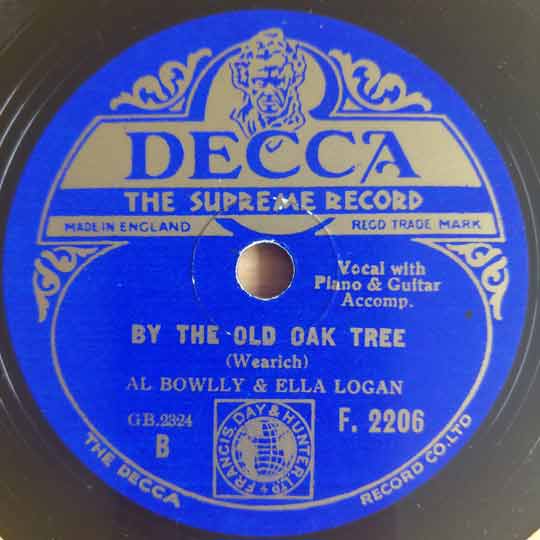 DECCA
THE SUPREME RECORD
MADE IN ENGLAND REGD TRADE MARK
Vocal with
Piano & Guitar
Accomp.
BY THE OLD OAK TREE
(Wearich)
AL BOWLLY & ELLA LOGAN
GB.2324
B
FRANCIS, DAY & HUNTER LTD
F. 2206
THE DECCA RECORD CO. LTD